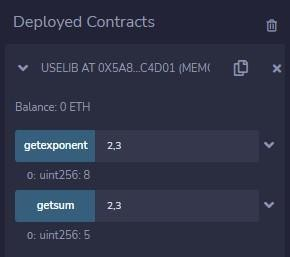 Deployed Contracts
USELIB AT 0X5A8...C4D01 (MEMO
Balance: 0 ETH
getexponent 2,3
0: uint256: 8
getsum 2,3
0: uint256: 5